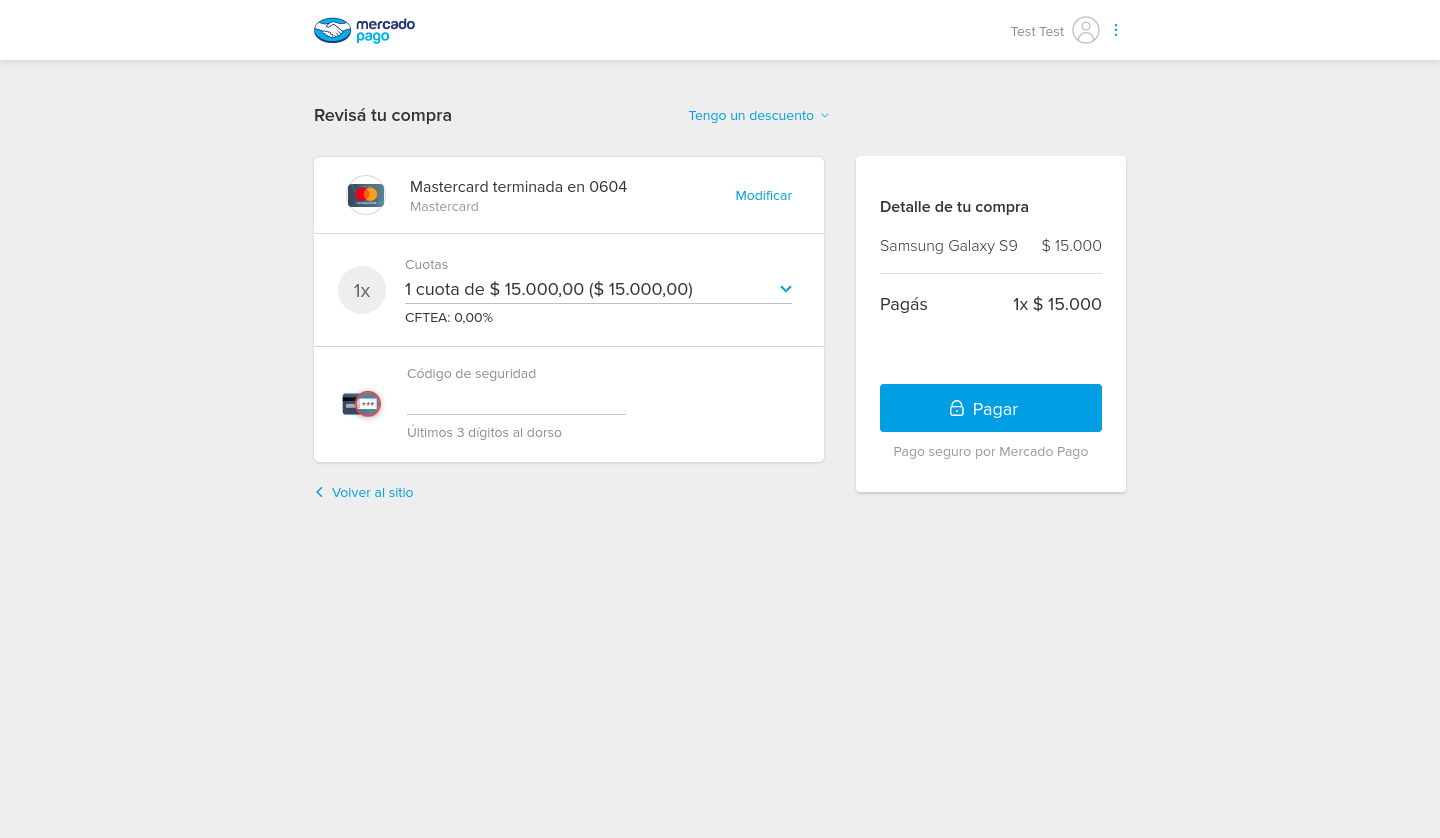 mercado
pago
Test Test
Revisá tu compra
Tengo un descuento
Mastercard terminada en 0604
Mastercard
Modificar
Cuotas
1x
1 cuota de $ 15.000,00 ($ 15.000,00)
CFTEA: 0,00%
Código de seguridad
***
Últimos 3 dígitos al dorso
Volver al sitio
Detalle de tu compra
Samsung Galaxy S9 $ 15.000
Pagás 1x $ 15.000
Pagar
Pago seguro por Mercado Pago